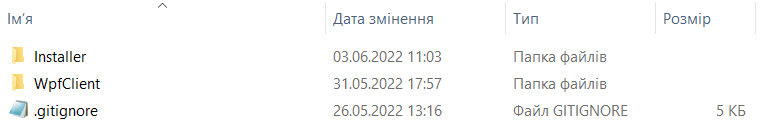 Ім'я Дата змінення Тип Розмір
Installer 03.06.2022 11:03 Папка файлів
WpfClient 31.05.2022 17:57 Папка файлів
.gitignore 26.05.2022 13:16 Файл GITIGNORE 5 КБ